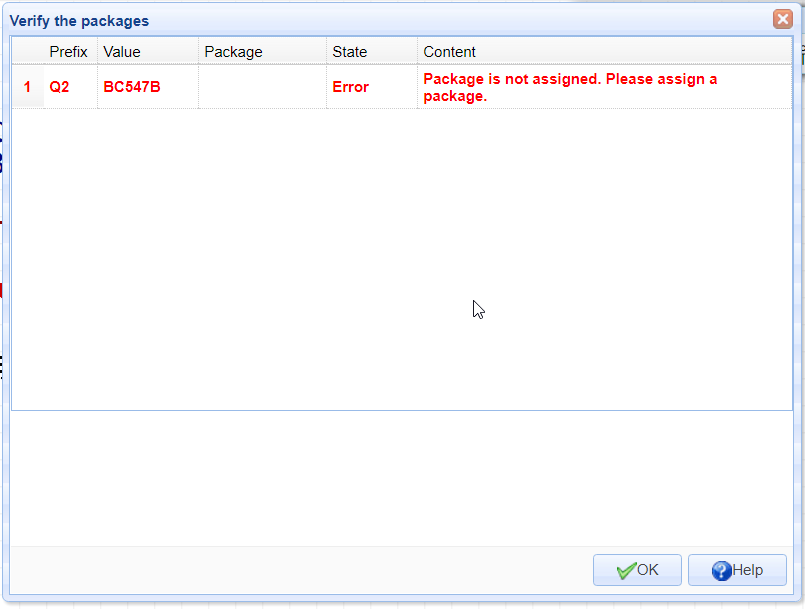 Verify the packages
Prefix Value Package State Content
1 Q2 BC547B Error Package is not assigned. Please assign a
package.
OK Help